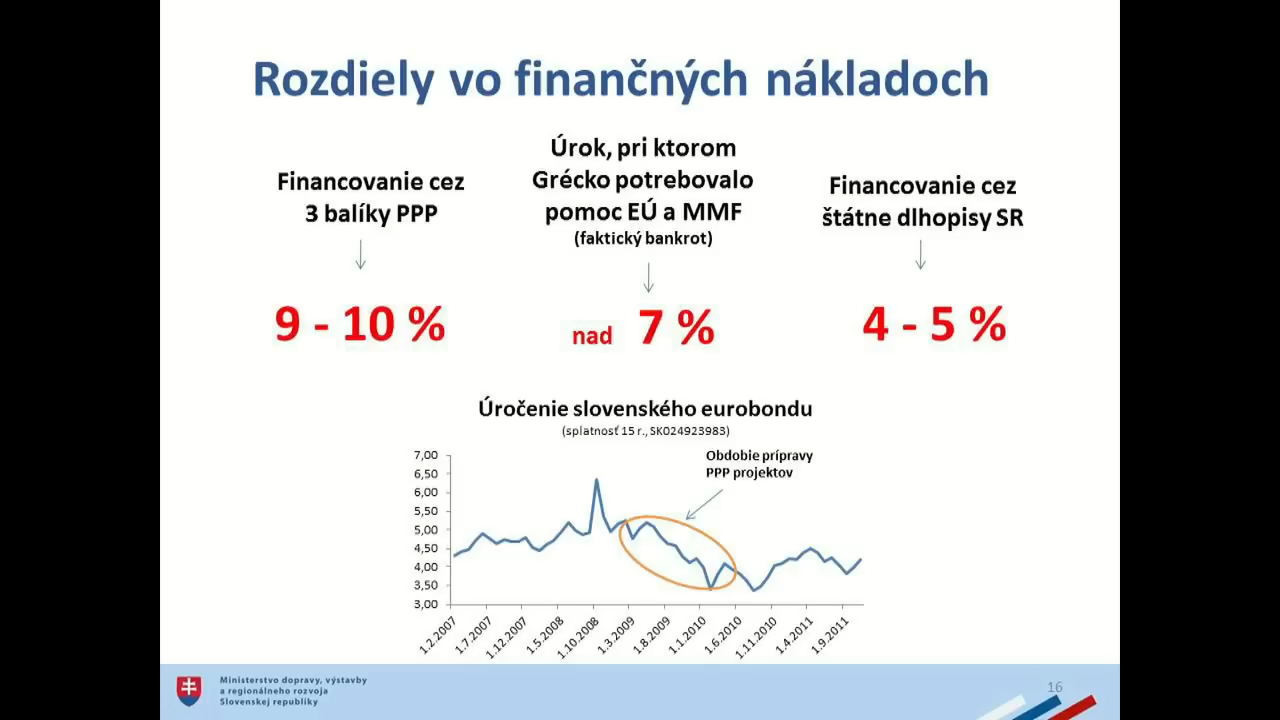 Rozdiely vo finančných nákladoch
Financovanie cez
3 balíky PPP
9 - 10 %
Úrok, pri ktorom
Grécko potrebovalo
pomoc EÚ a MMF
(faktický bankrot)
nad 7 %
Financovanie cez
štátne dlhopisy SR
4 - 5 %
Úročenie slovenského eurobondu
(splatnosť 15 r., SK024923983)
Obdobie prípravy
PPP projektov
7,00
6,50
6,00
5,50
5,00
4,50
4,00
3,50
3,00
1.2.2007
1.7.2007
1.12.2007
1.5.2008
1.10.2008
1.3.2009
1.8.2009
1.1.2010
1.6.2010
1.11.2010
1.4.2011
1.9.2011
Ministerstvo dopravy, výstavby
a regionálneho rozvoja
Slovenskej republiky
16